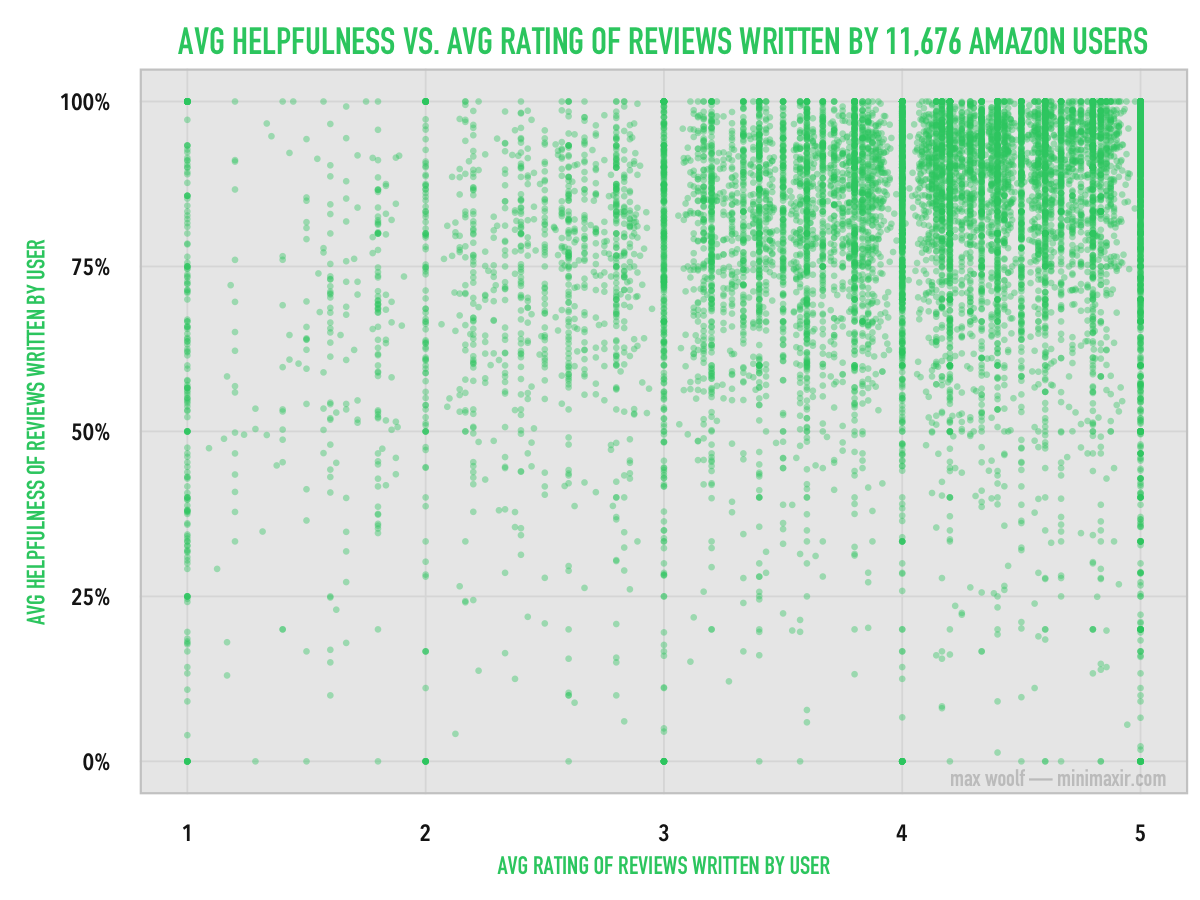 AVG HELPFULNESS VS. AVG RATING OF REVIEWS WRITTEN BY 11,676 AMAZON USERS
AVG HELPFULNESS OF REVIEWS WRITTEN BY USER
100%
75%
50%
25%
0%
max woolf — minimaxir.com
1 2 3 4 5
AVG RATING OF REVIEWS WRITTEN BY USER